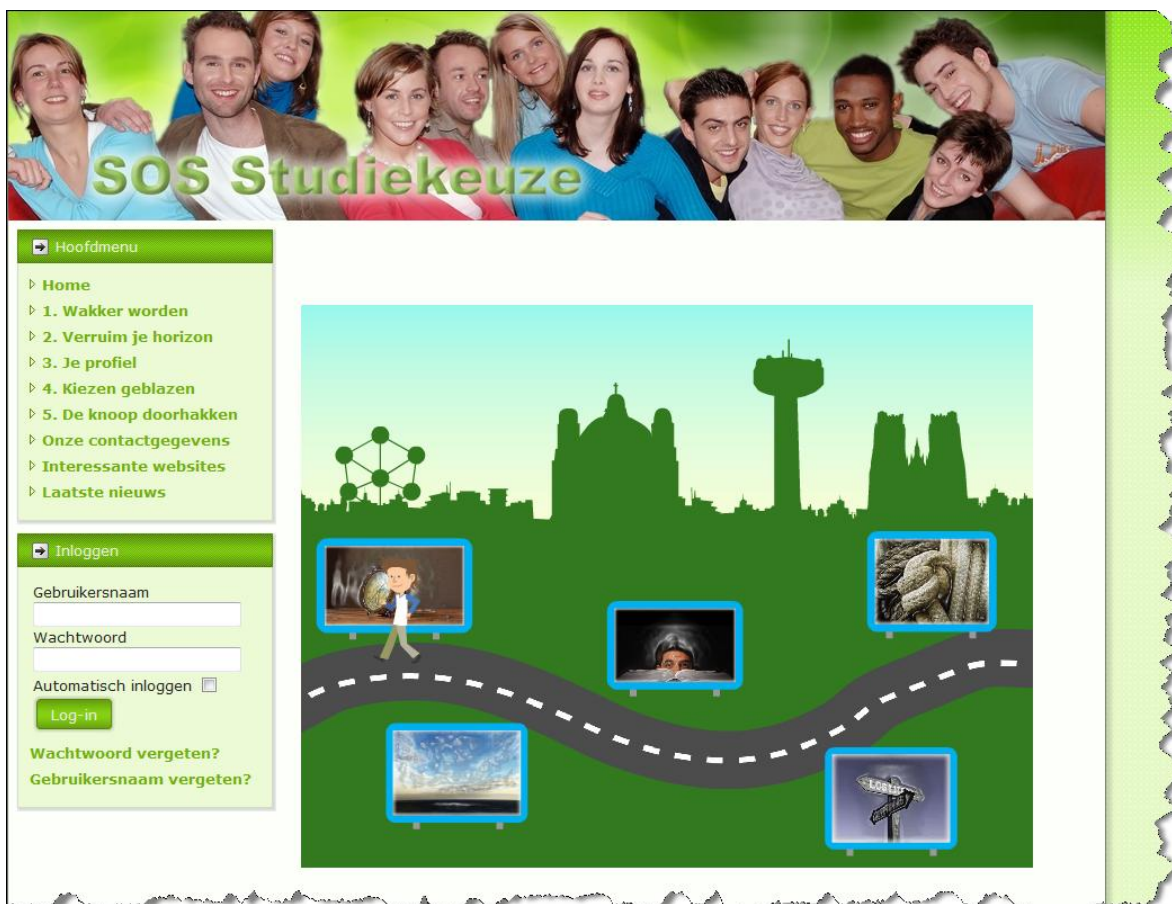 SOS Studiekeuze
Hoofdmenu
Home
1. Wakker worden
2. Verruim je horizon
3. Je profiel
4. Kiezen geblazen
5. De knoop doorhakken
Onze contactgegevens
Interessante websites
Laatste nieuws
Inloggen
Gebruikersnaam
Wachtwoord
Automatisch inloggen
Log-in
Wachtwoord vergeten?
Gebruikersnaam vergeten?